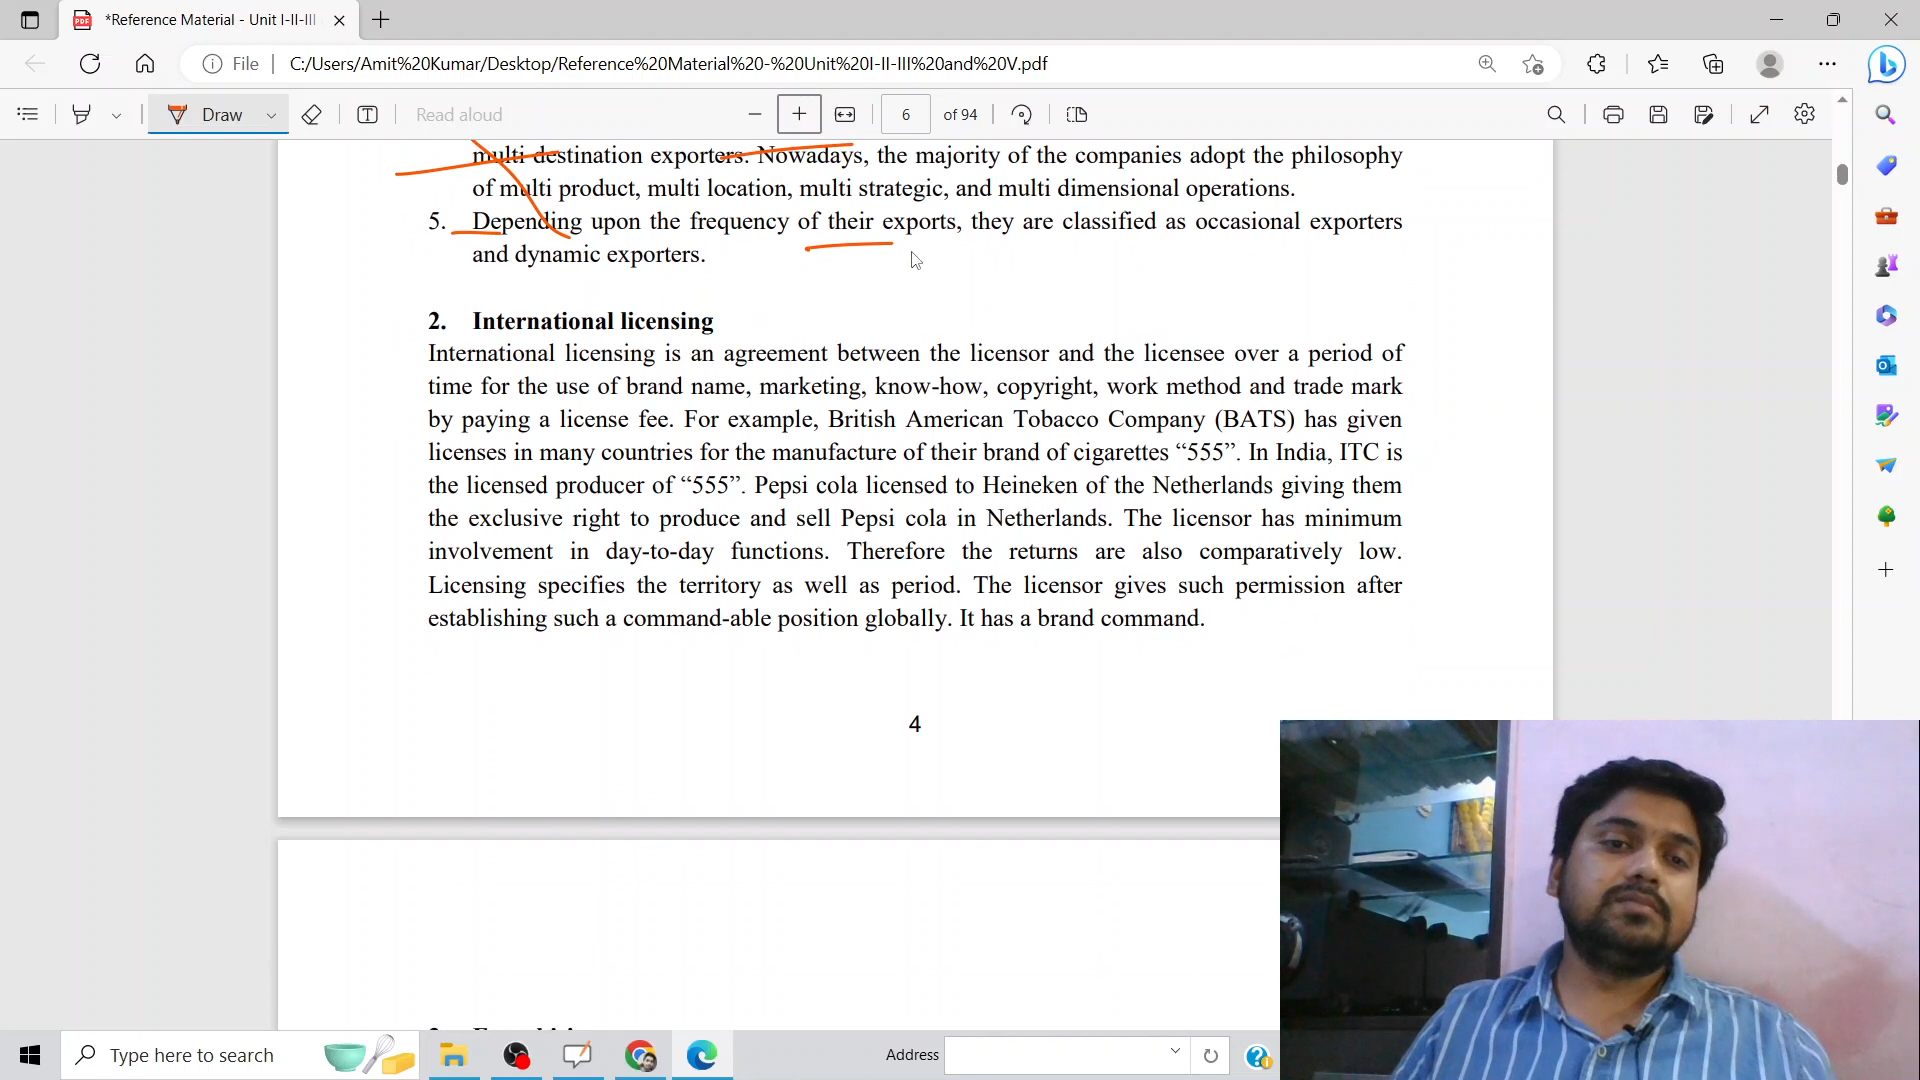 *Reference Material - Unit I-II-III
File
C:/Users/Amit%20Kumar/Desktop/Reference%20Material%20-%20Unit%20I-II-III%20and%20V.pdf
Draw
Read aloud
6 of 94
multi destination exporters. Nowadays, the majority of the companies adopt the philosophy
of multi product, multi location, multi strategic, and multi dimensional operations.
5. Depending upon the frequency of their exports, they are classified as occasional exporters
and dynamic exporters.
2. International licensing
International licensing is an agreement between the licensor and the licensee over a period of
time for the use of brand name, marketing, know-how, copyright, work method and trade mark
by paying a license fee. For example, British American Tobacco Company (BATS) has given
licenses in many countries for the manufacture of their brand of cigarettes “555”. In India, ITC is
the licensed producer of “555”. Pepsi cola licensed to Heineken of the Netherlands giving them
the exclusive right to produce and sell Pepsi cola in Netherlands. The licensor has minimum
involvement in day-to-day functions. Therefore the returns are also comparatively low.
Licensing specifies the territory as well as period. The licensor gives such permission after
establishing such a command-able position globally. It has a brand command.
4
Type here to search
Address